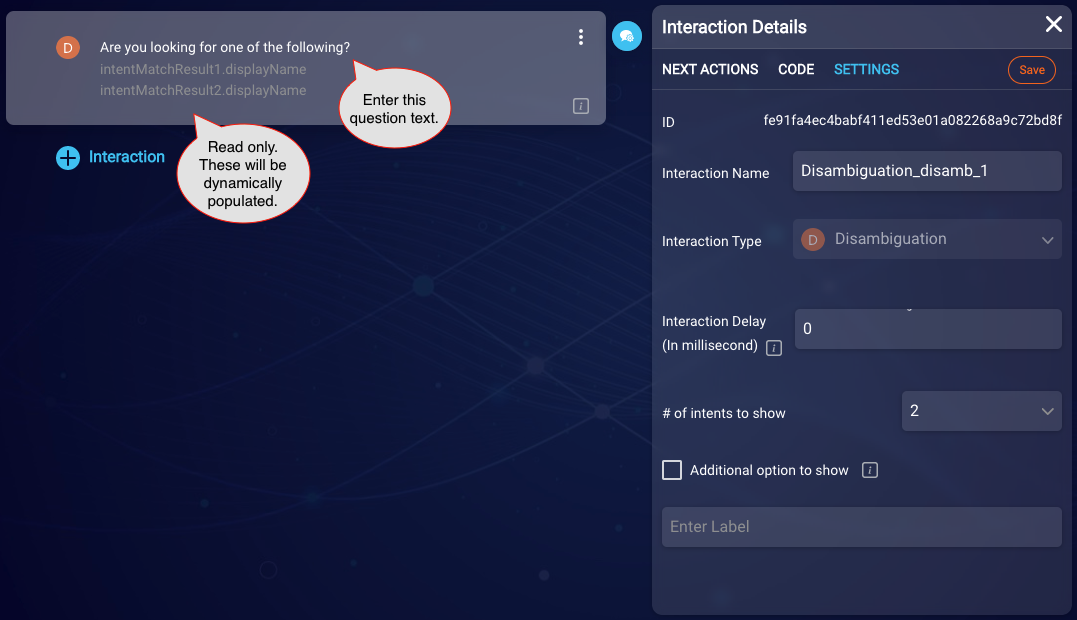 D
Are you looking for one of the following?
intentMatchResult1.displayName
intentMatchResult2.displayName
i
Enter this
question text.
Read only.
These will be
dynamically
populated.
Interaction
Interaction Details
NEXT ACTIONS CODE SETTINGS Save
ID fe91fa4ec4babf411ed53e01a082268a9c72bd8f
Interaction Name Disambiguation_disamb_1
Interaction Type D Disambiguation
Interaction Delay
(In millisecond) i
0
# of intents to show 2
Additional option to show i
Enter Label